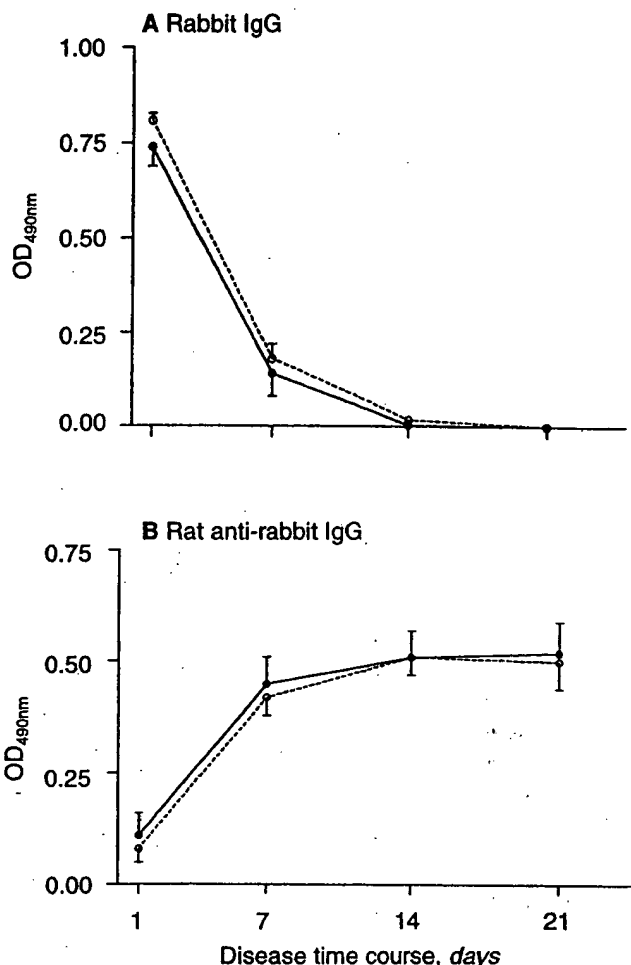 A Rabbit IgG
1.00
0.75
0.50
0.25
0.00
OD490nm
B Rat anti-rabbit IgG
0.75
0.50
0.25
0.00
OD490nm
1 7 14 21
Disease time course, days